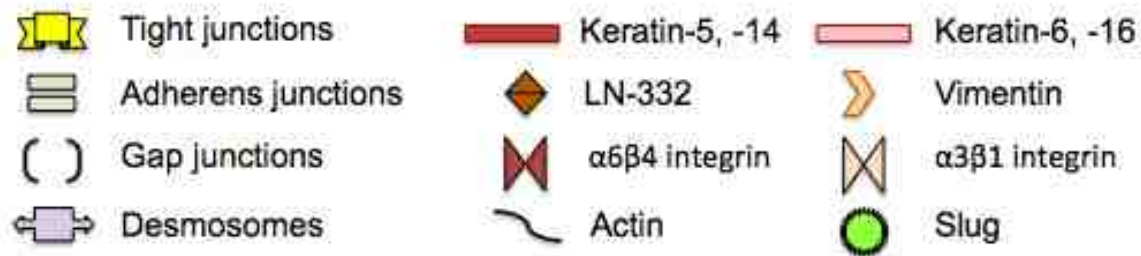 Tight junctions Keratin-5, -14 Keratin-6, -16
Adherens junctions LN-332 Vimentin
Gap junctions α6β4 integrin α3β1 integrin
Desmosomes Actin Slug